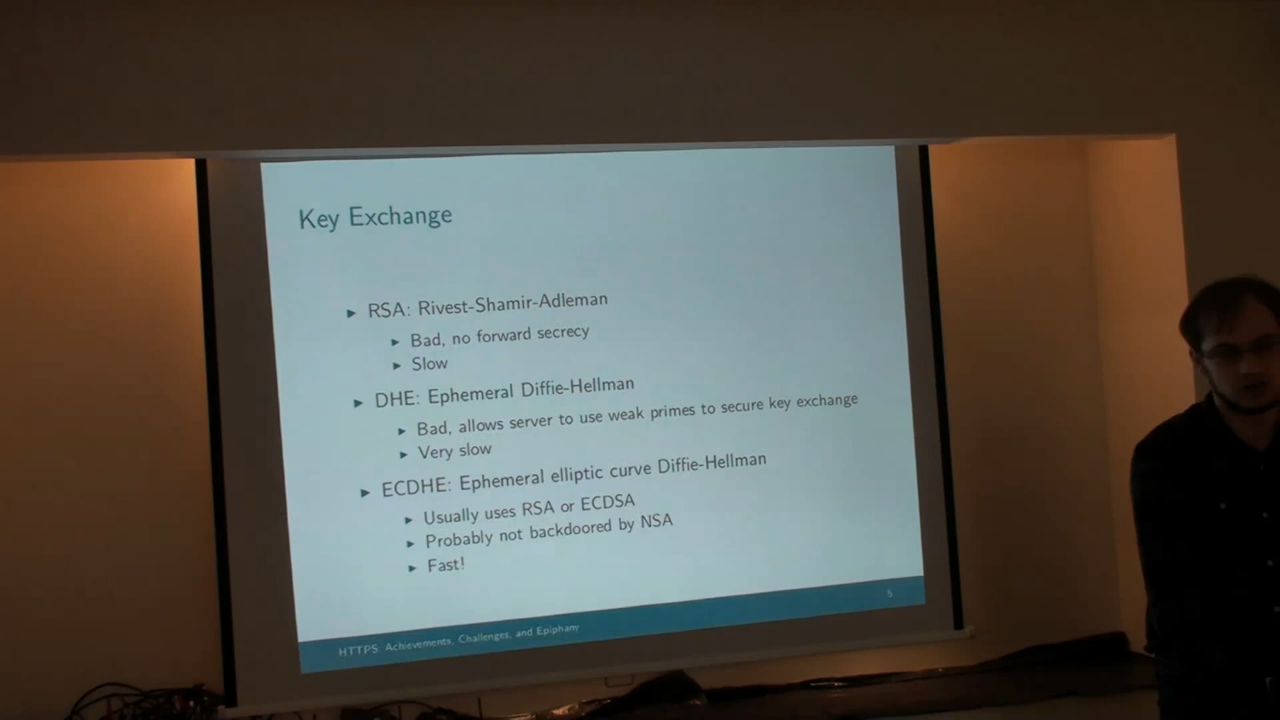 Key Exchange
▶ RSA: Rivest-Shamir-Adleman
▶ Bad, no forward secrecy
▶ Slow
▶ DHE: Ephemeral Diffie-Hellman
▶ Bad, allows server to use weak primes to secure key exchange
▶ Very slow
▶ ECDHE: Ephemeral elliptic curve Diffie-Hellman
▶ Usually uses RSA or ECDSA
▶ Probably not backdoored by NSA
▶ Fast!
5
HTTPS: Achievements, Challenges, and Epiphany